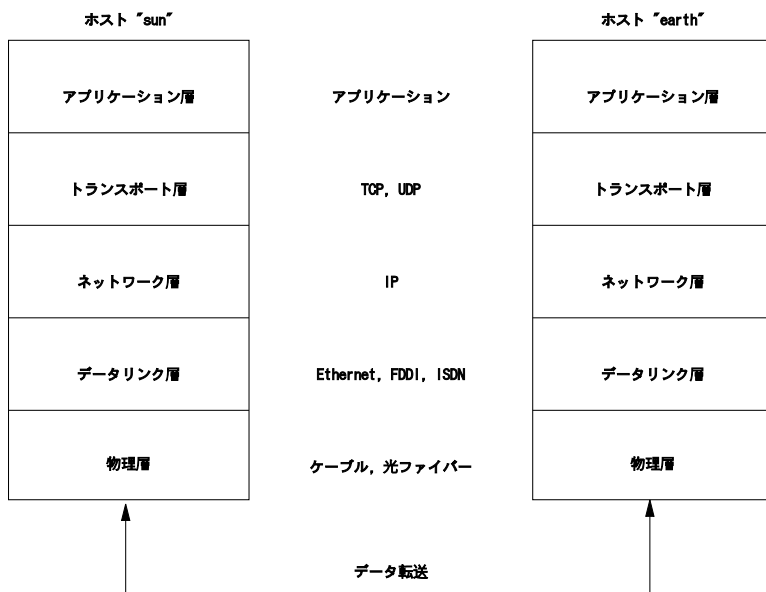 ホスト "sun"
ホスト "earth"
アプリケーション層
アプリケーション
アプリケーション層
トランスポート層
TCP, UDP
トランスポート層
ネットワーク層
IP
ネットワーク層
データリンク層
Ethernet, FDDI, ISDN
データリンク層
物理層
ケーブル, 光ファイバー
物理層
データ転送